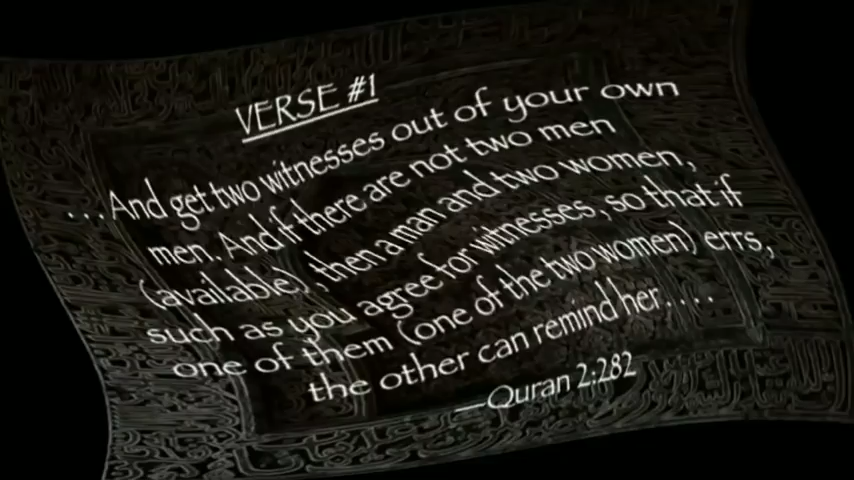 VERSE #1
...And get two witnesses out of your own
men. And if there are not two men
(available), then a man and two women,
such as you agree for witnesses, so that if
one of them (one of the two women) errs,
the other can remind her....
—Quran 2:282